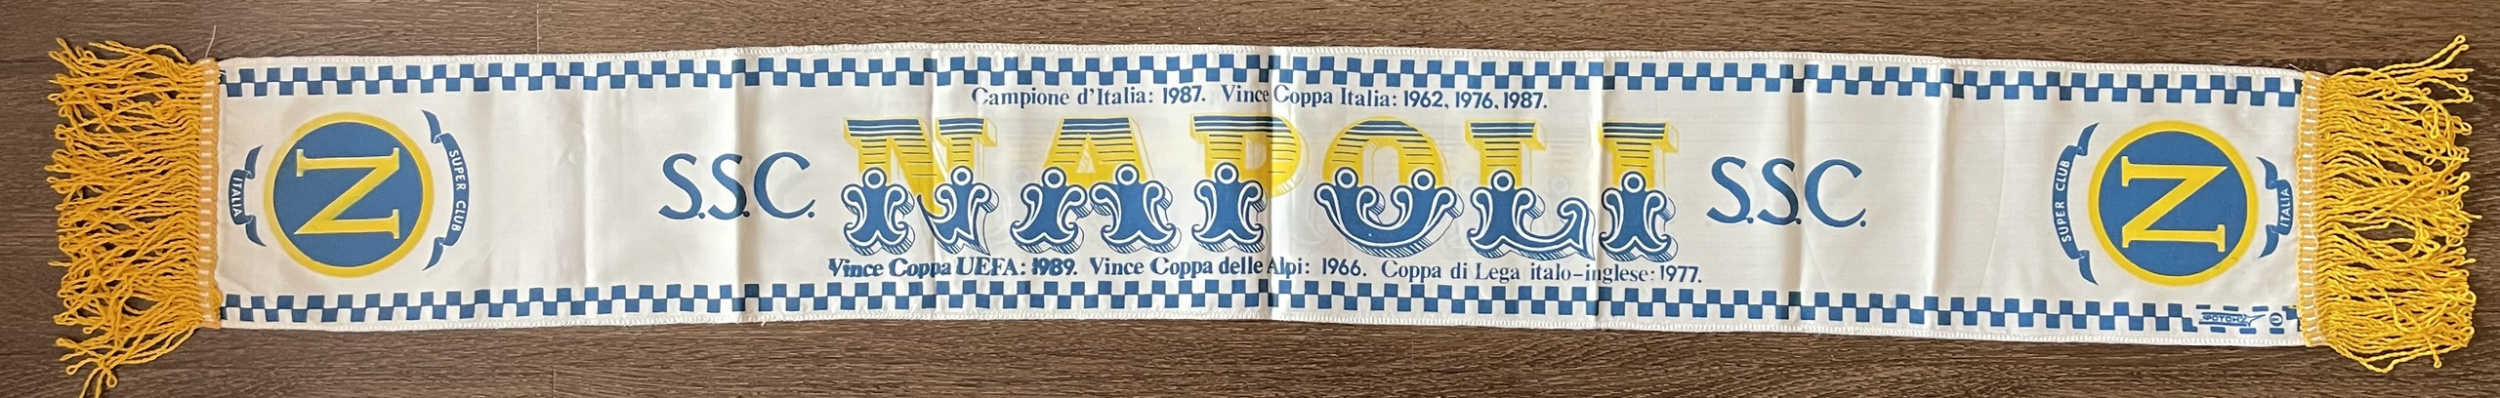 Campione d'Italia: 1987. Vince Coppa Italia: 1962, 1976, 1987.
N
SUPER CLUB
ITALIA
S.S.C. NAPOLI S.S.C.
N
SUPER CLUB
ITALIA
Vince Coppa UEFA: 1989. Vince Coppa delle Alpi: 1966. Coppa di Lega italo-inglese: 1977.